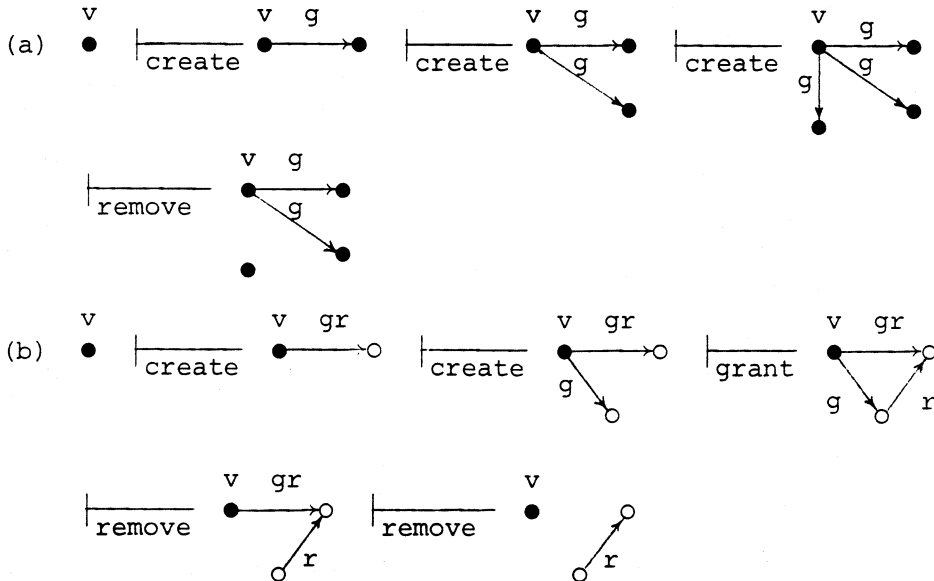 v v g v g v g
(a) create create g create g g
v g
remove g
v v gr v gr v gr
(b) create create g grant g r
v gr v
remove r remove r